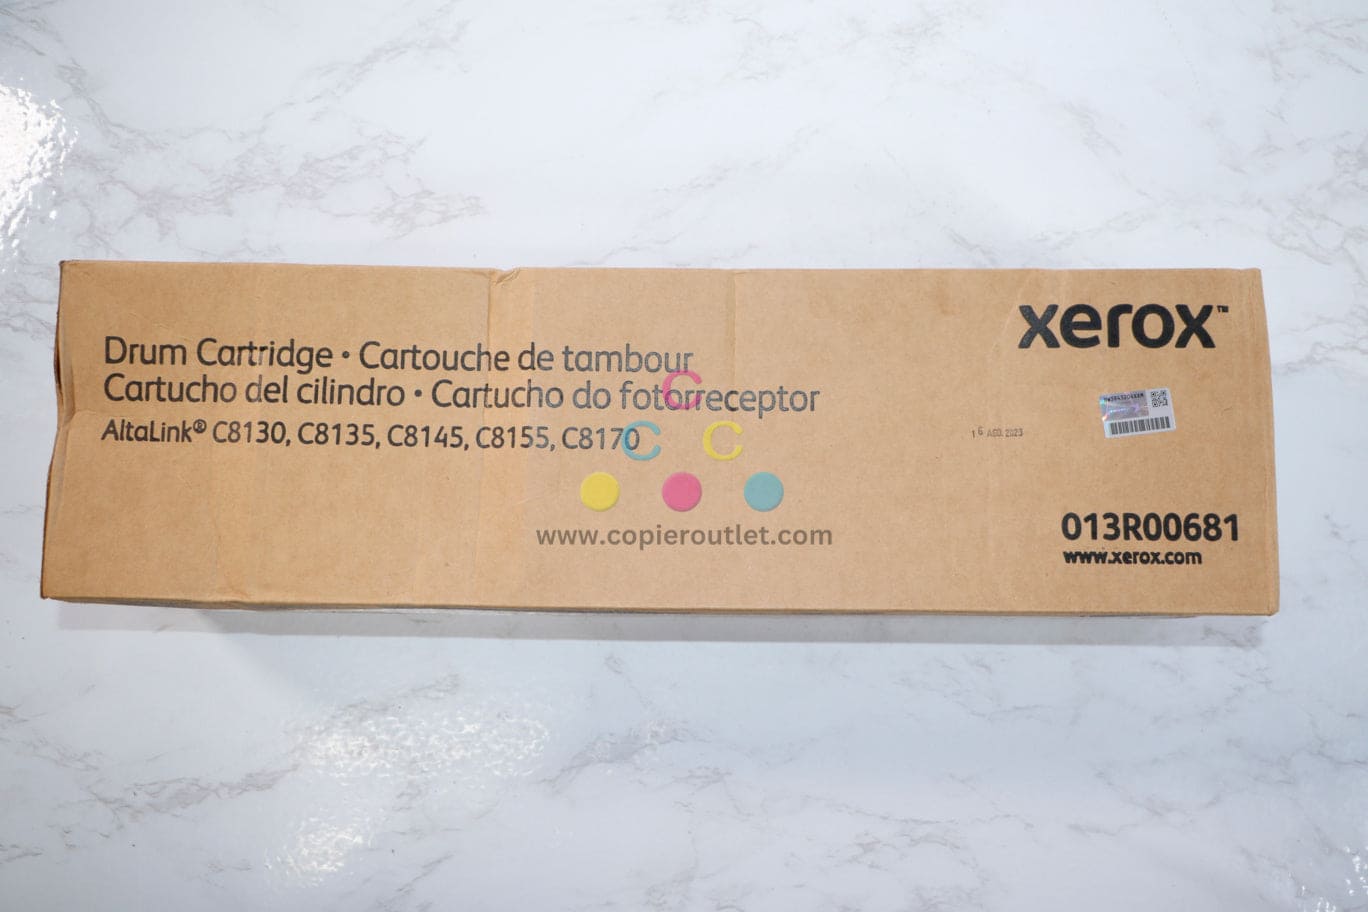 xerox™
Drum Cartridge • Cartouche de tambour
Cartucho del cilindro • Cartucho do fotorreceptor
AltaLink® C8130, C8135, C8145, C8155, C8170
16 AGO. 2023
C
C C
www.copieroutlet.com
013R00681
www.xerox.com